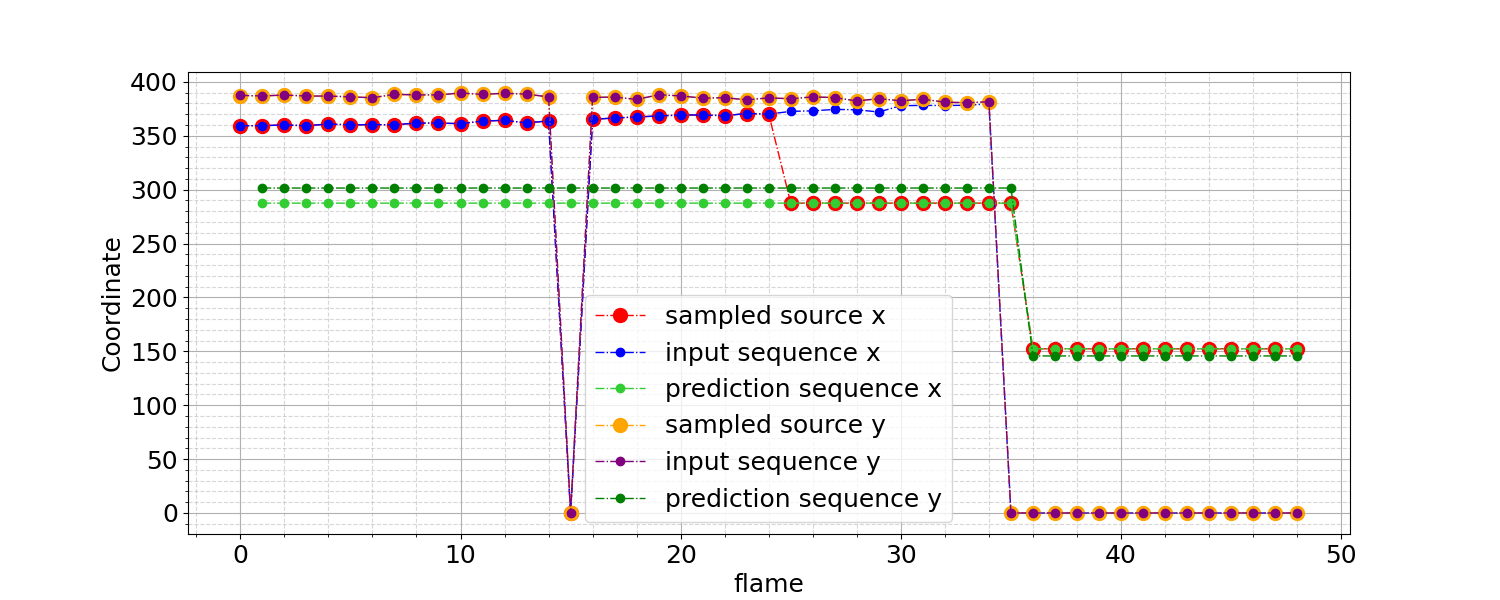 400
350
300
250
200
150
100
50
0
Coordinate
sampled source x
input sequence x
prediction sequence x
sampled source y
input sequence y
prediction sequence y
0 10 20 30 40 50
flame